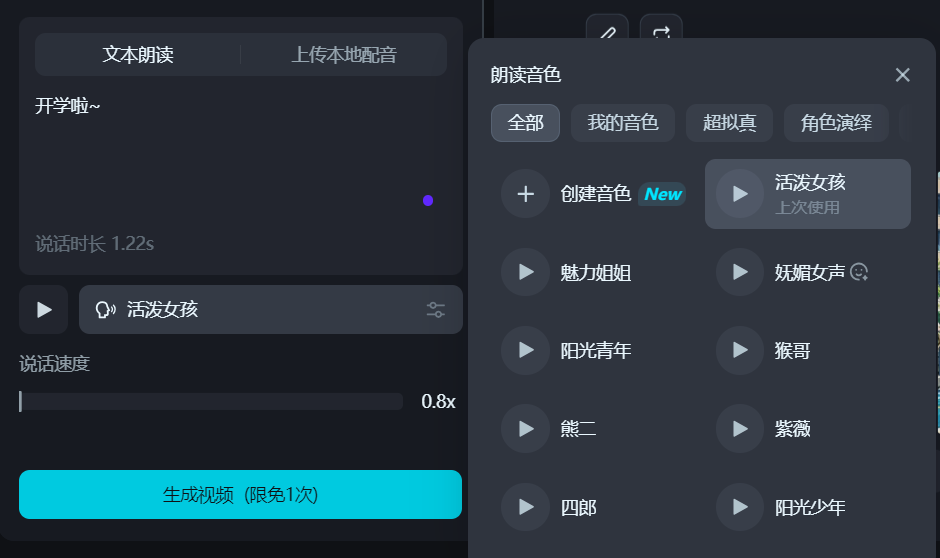 文本朗读
上传本地配音
开学啦~
说话时长 1.22s
活泼女孩
说话速度
0.8x
生成视频（限免1次）
朗读音色
全部
我的音色
超拟真
角色演绎
创建音色 New
活泼女孩
上次使用
魅力姐姐
妩媚女声
阳光青年
猴哥
熊二
紫薇
四郎
阳光少年